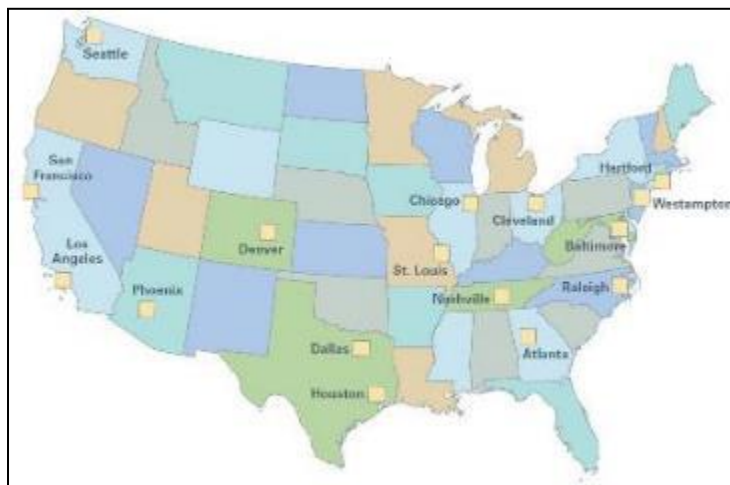 Seattle
San
Francisco
Los
Angeles
Phoenix
Denver
Dallas
Houston
St. Louis
Chicago
Cleveland
Nashville
Atlanta
Raleigh
Baltimore
Hartford
Westampton